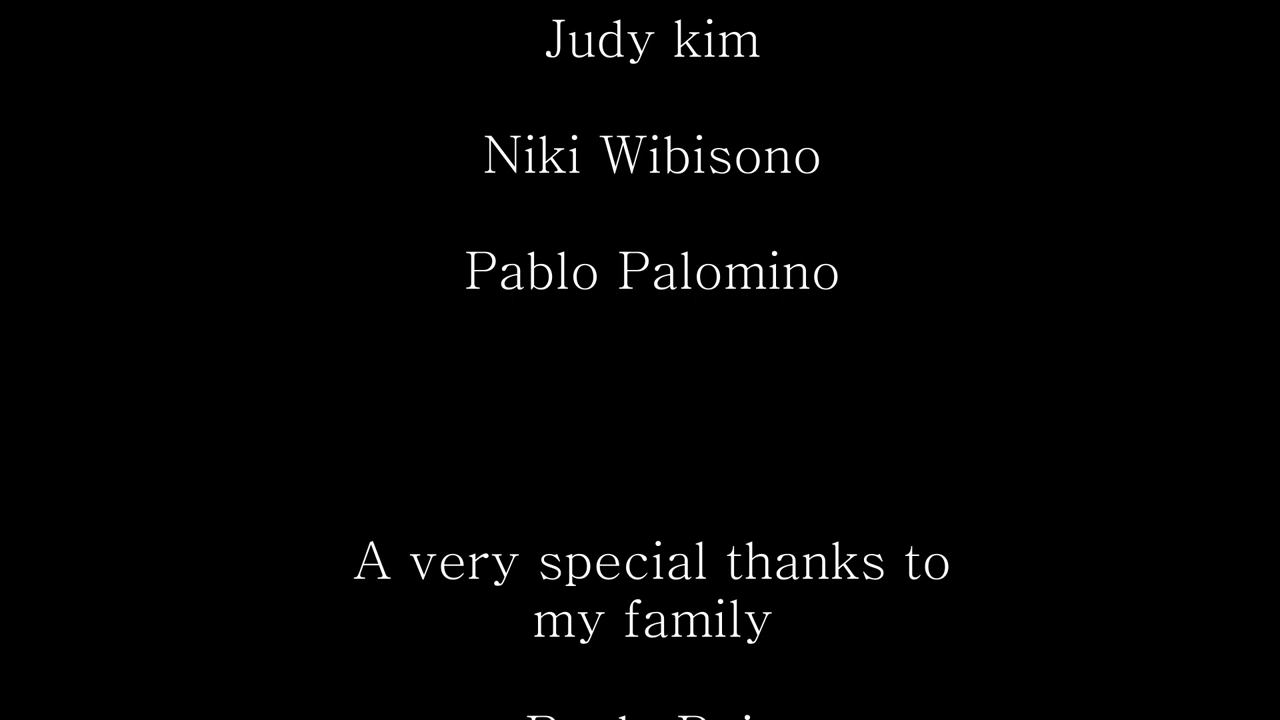 Judy kim
Niki Wibisono
Pablo Palomino
A very special thanks to
my family